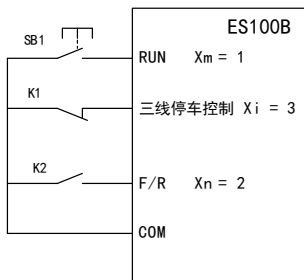 ES100B
SB1
RUN Xm = 1
K1
三线停车控制 Xi = 3
K2
F/R Xn = 2
COM